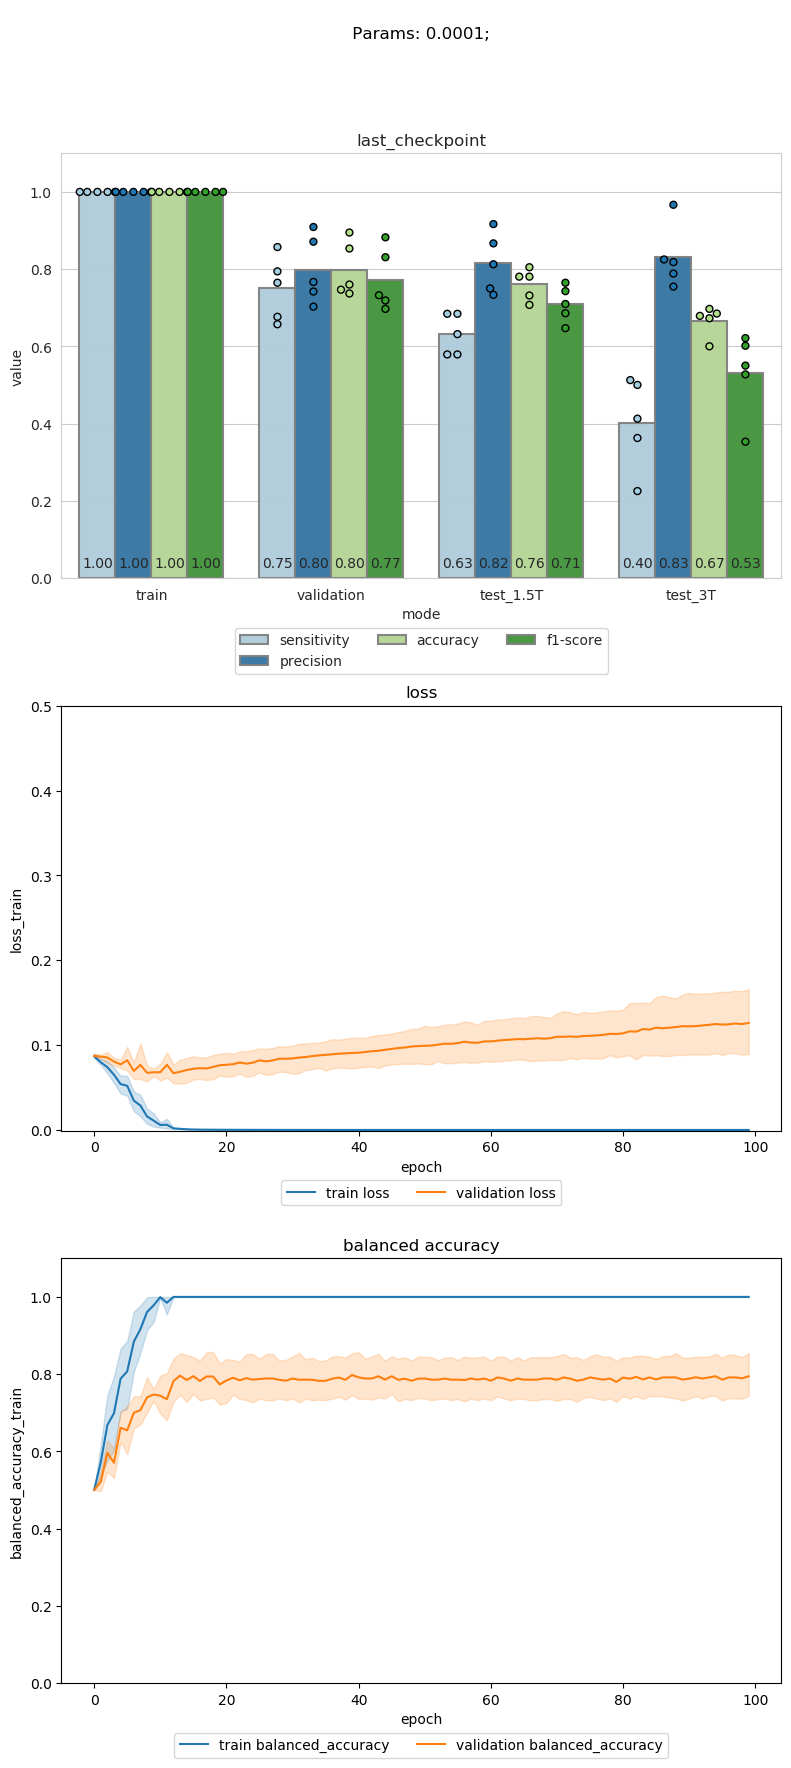 Params: 0.0001;
last_checkpoint
1.0
0.8
0.6
0.4
0.2
0.0
value
1.00 1.00 1.00 1.00 0.75 0.80 0.80 0.77 0.63 0.82 0.76 0.71 0.40 0.83 0.67 0.53
train validation test_1.5T test_3T
mode
sensitivity accuracy f1-score
precision
loss
0.5
0.4
0.3
0.2
0.1
0.0
loss_train
0 20 40 60 80 100
epoch
train loss validation loss
balanced accuracy
1.0
0.8
0.6
0.4
0.2
0.0
balanced_accuracy_train
0 20 40 60 80 100
epoch
train balanced_accuracy validation balanced_accuracy